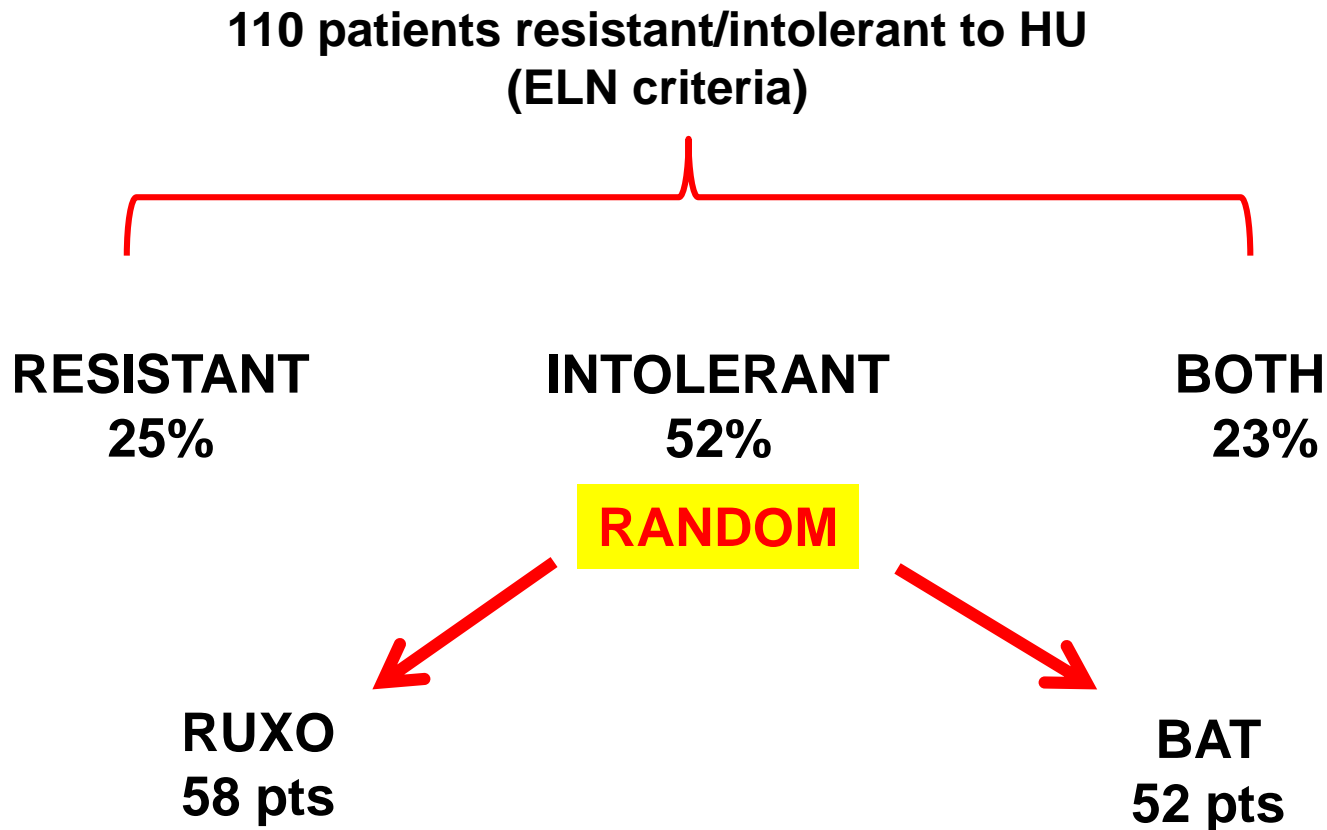 110 patients resistant/intolerant to HU
(ELN criteria)
RESISTANT
25%
INTOLERANT
52%
BOTH
23%
RANDOM
RUXO
58 pts
BAT
52 pts